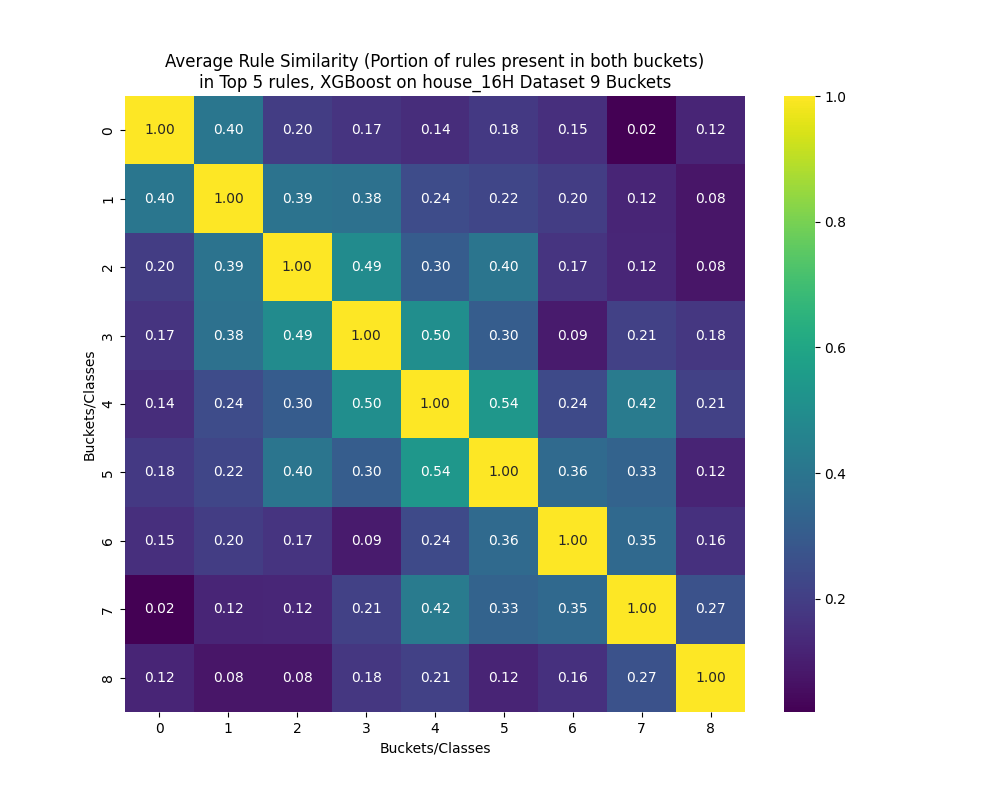 Average Rule Similarity (Portion of rules present in both buckets)
in Top 5 rules, XGBoost on house_16H Dataset 9 Buckets
0 1.00 0.40 0.20 0.17 0.14 0.18 0.15 0.02 0.12
1 0.40 1.00 0.39 0.38 0.24 0.22 0.20 0.12 0.08
2 0.20 0.39 1.00 0.49 0.30 0.40 0.17 0.12 0.08
3 0.17 0.38 0.49 1.00 0.50 0.30 0.09 0.21 0.18
4 0.14 0.24 0.30 0.50 1.00 0.54 0.24 0.42 0.21
5 0.18 0.22 0.40 0.30 0.54 1.00 0.36 0.33 0.12
6 0.15 0.20 0.17 0.09 0.24 0.36 1.00 0.35 0.16
7 0.02 0.12 0.12 0.21 0.42 0.33 0.35 1.00 0.27
8 0.12 0.08 0.08 0.18 0.21 0.12 0.16 0.27 1.00
0 1 2 3 4 5 6 7 8
Buckets/Classes
Buckets/Classes
1.0
0.8
0.6
0.4
0.2